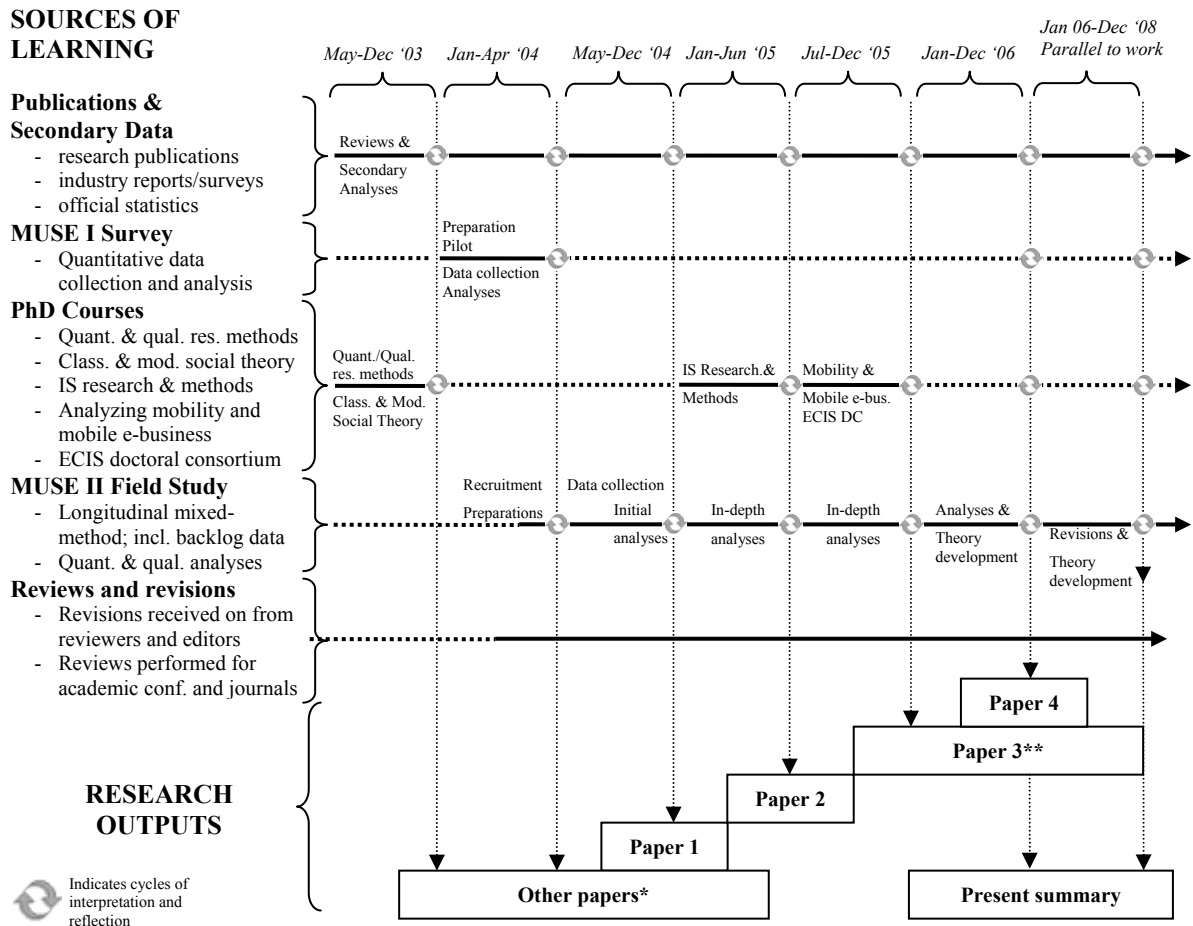 SOURCES OF
LEARNING
May-Dec ‘03
Jan-Apr ‘04
May-Dec ‘04
Jan-Jun ‘05
Jul-Dec ‘05
Jan-Dec ‘06
Jan 06-Dec ‘08
Parallel to work
Publications &
Secondary Data
- research publications
- industry reports/surveys
- official statistics
Reviews &
Secondary
Analyses
MUSE I Survey
- Quantitative data
collection and analysis
Preparation
Pilot
Data collection
Analyses
PhD Courses
- Quant. & qual. res. methods
- Class. & mod. social theory
- IS research & methods
- Analyzing mobility and
mobile e-business
- ECIS doctoral consortium
Quant./Qual.
res. methods
Class. & Mod.
Social Theory
IS Research.&
Methods
Mobility &
Mobile e-bus.
ECIS DC
MUSE II Field Study
- Longitudinal mixed-
method; incl. backlog data
- Quant. & qual. analyses
Recruitment
Preparations
Data collection
Initial
analyses
In-depth
analyses
In-depth
analyses
Analyses &
Theory
development
Revisions &
Theory
development
Reviews and revisions
- Revisions received on from
reviewers and editors
- Reviews performed for
academic conf. and journals
RESEARCH
OUTPUTS
Paper 4
Paper 3**
Paper 2
Paper 1
Other papers*
Present summary
Indicates cycles of
interpretation and
reflection